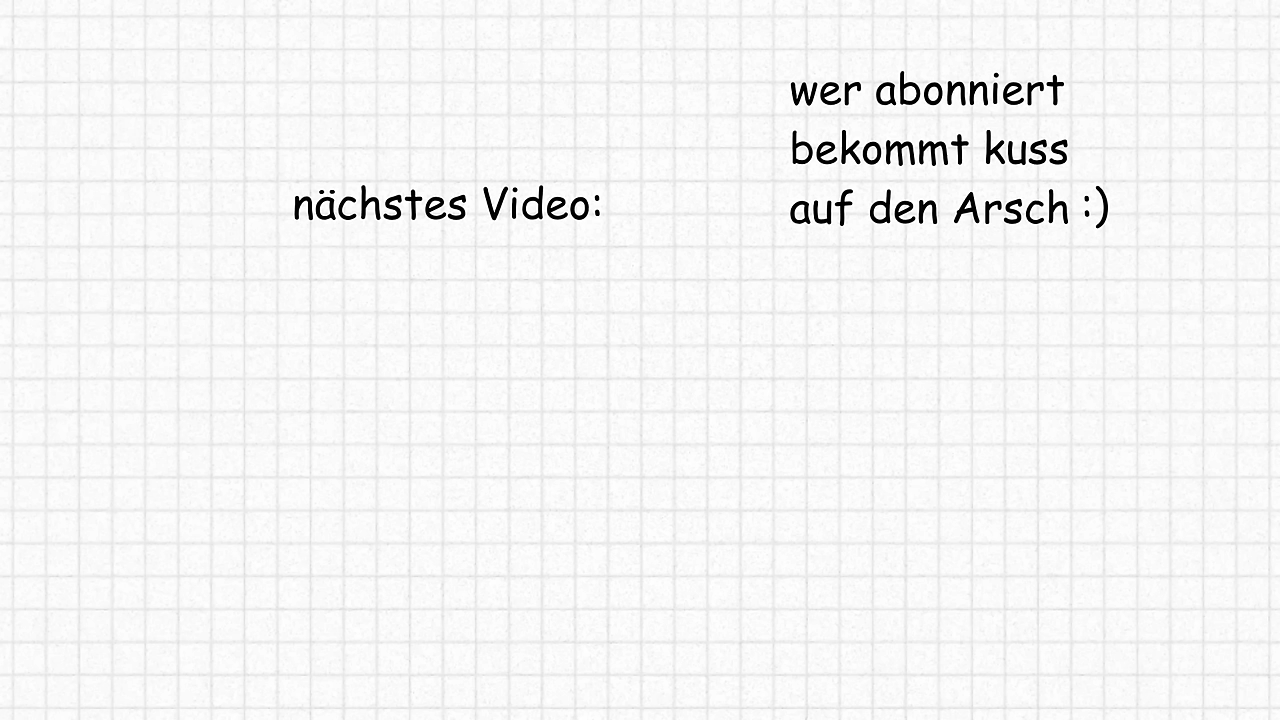 nächstes Video:
wer abonniert
bekommt kuss
auf den Arsch :)